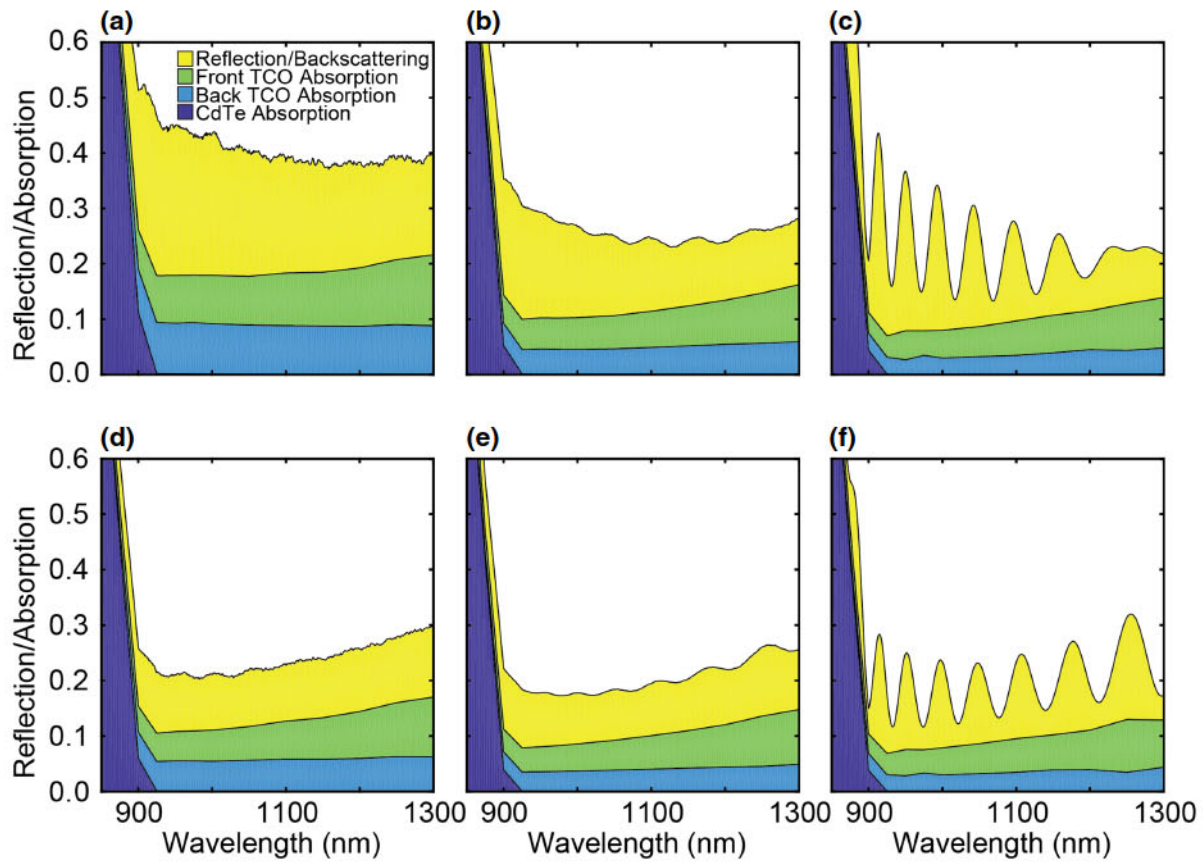 (a)
(b)
(c)
0.6
0.5
0.4
0.3
0.2
0.1
0.0
Reflection/Absorption
Reflection/Backscattering
Front TCO Absorption
Back TCO Absorption
CdTe Absorption
(d)
(e)
(f)
0.6
0.5
0.4
0.3
0.2
0.1
0.0
Reflection/Absorption
900 1100 1300 900 1100 1300 900 1100 1300
Wavelength (nm) Wavelength (nm) Wavelength (nm)